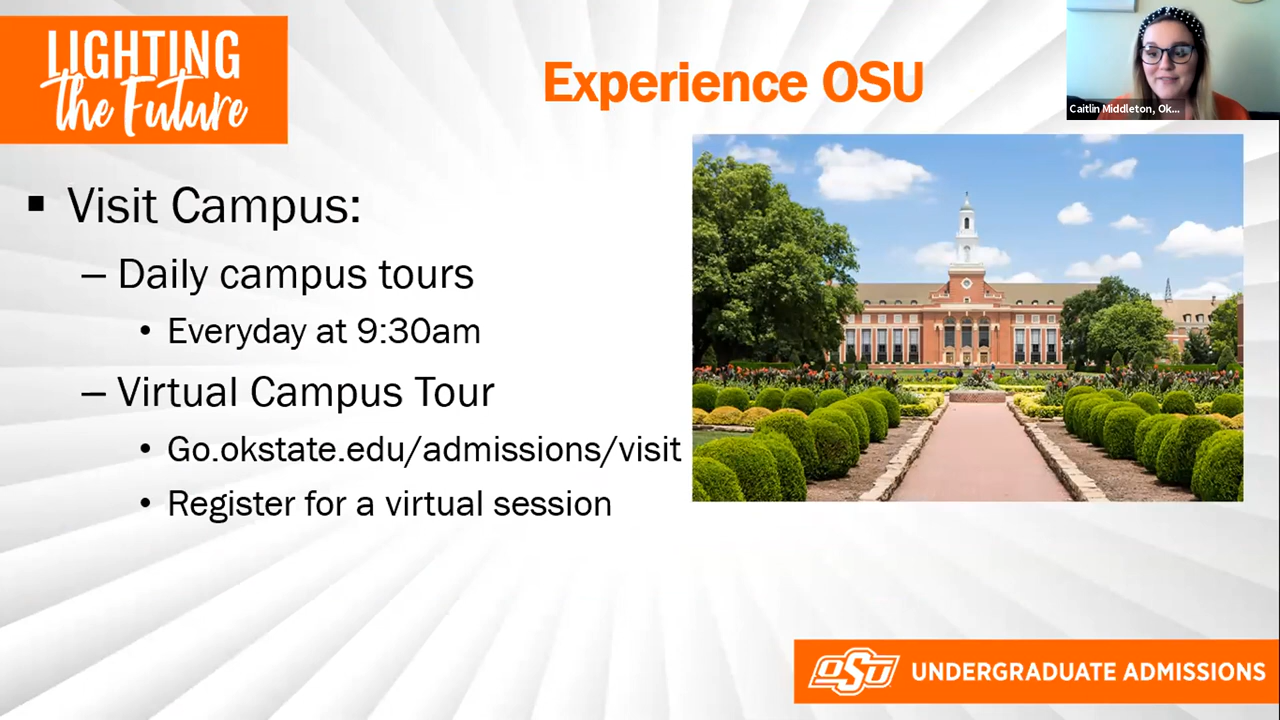 LIGHTING
the Future
Experience OSU
Caitlin Middleton, Ok...
▪ Visit Campus:
– Daily campus tours
• Everyday at 9:30am
– Virtual Campus Tour
• Go.okstate.edu/admissions/visit
• Register for a virtual session
OSU UNDERGRADUATE ADMISSIONS